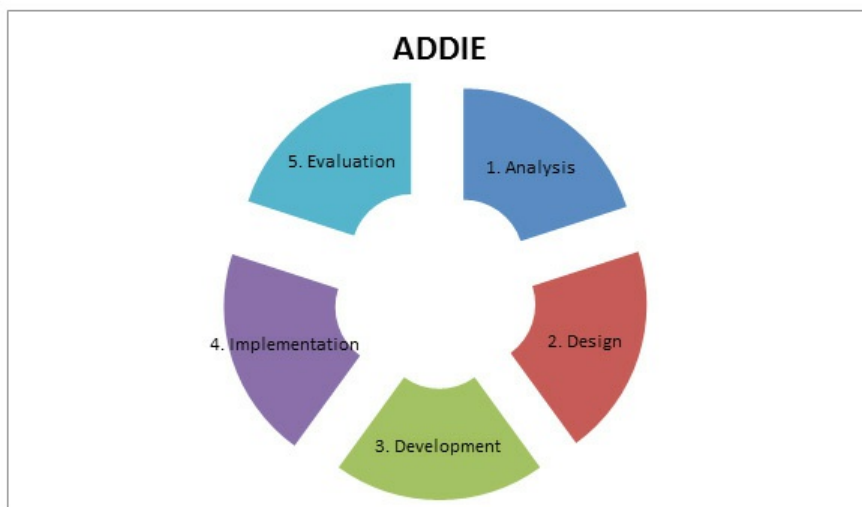 ADDIE
1. Analysis
2. Design
3. Development
4. Implementation
5. Evaluation